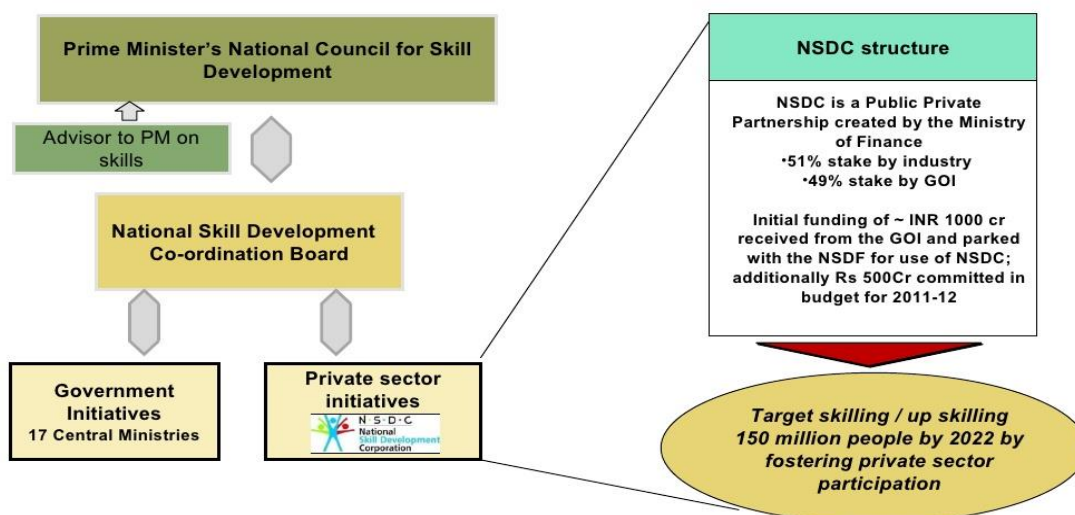 Prime Minister's National Council for Skill
Development
Advisor to PM on
skills
National Skill Development
Co-ordination Board
Government
Initiatives
17 Central Ministries
Private sector
initiatives
N·S·D·C
National
Skill Development
Corporation
NSDC structure
NSDC is a Public Private
Partnership created by the Ministry
of Finance
•51% stake by industry
•49% stake by GOI
Initial funding of ~ INR 1000 cr
received from the GOI and parked
with the NSDF for use of NSDC;
additionally Rs 500Cr committed in
budget for 2011-12
Target skilling / up skilling
150 million people by 2022 by
fostering private sector
participation